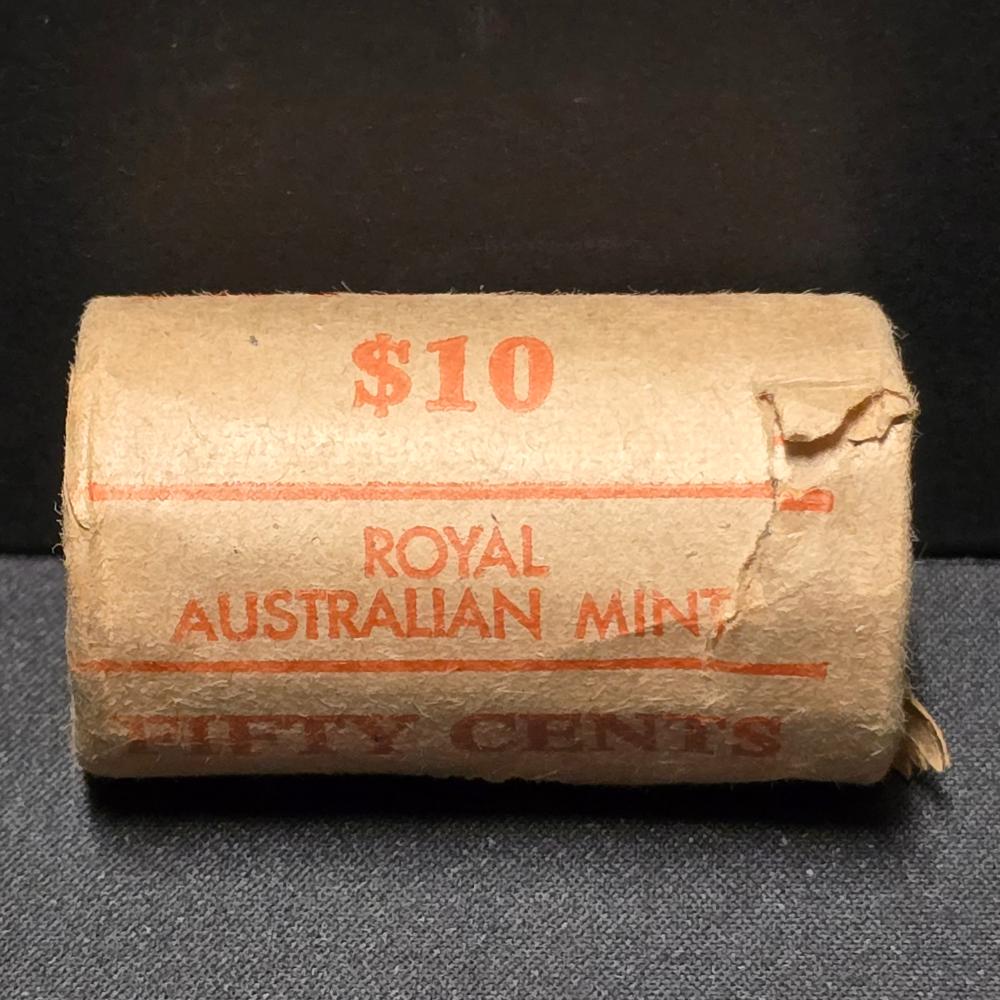 $10
ROYAL
AUSTRALIAN MINT
FIFTY CENTS